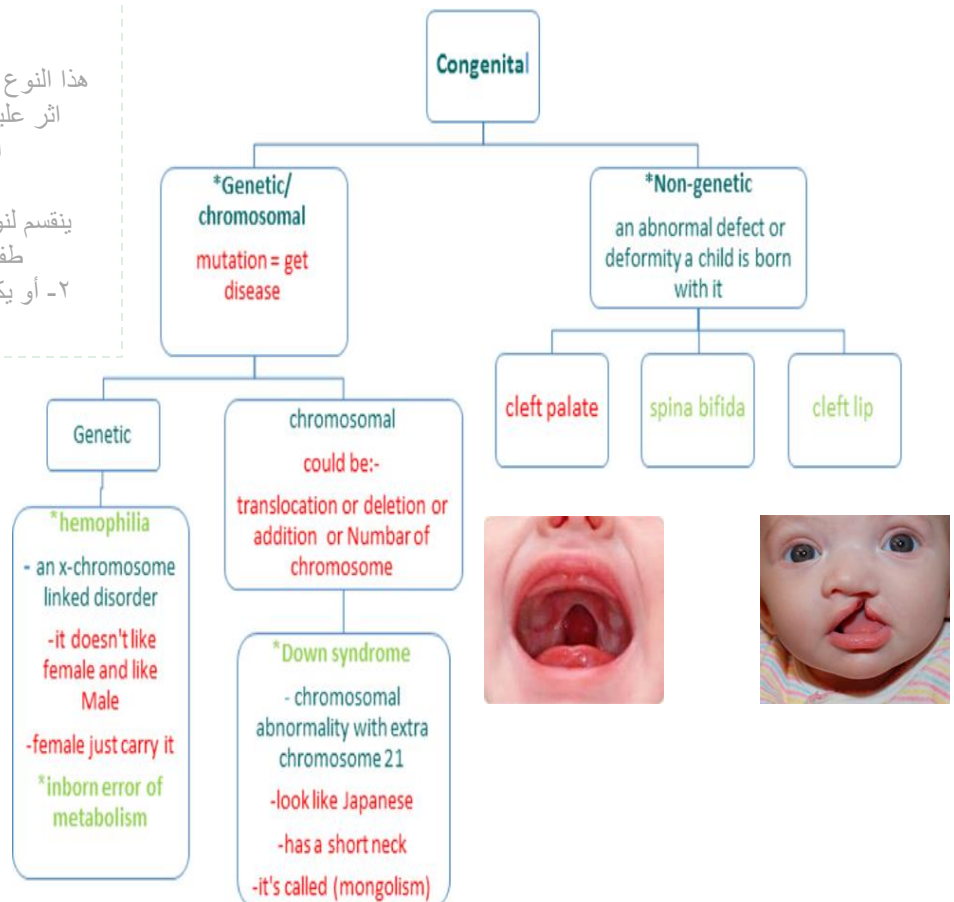 هذا النوع
اثر
ينقسم
٢- أو
Congenital
*Genetic/
chromosomal
mutation = get
disease
*Non-genetic
an abnormal defect or
deformity a child is born
with it
Genetic
*hemophilia
- an x-chromosome
linked disorder
-it doesn't like
female and like
Male
-female just carry it
*inborn error of
metabolism
chromosomal
could be:-
translocation or deletion or
addition or Numbar of
chromosome
*Down syndrome
- chromosomal
abnormality with extra
chromosome 21
-look like Japanese
-has a short neck
-it's called (mongolism)
cleft palate
spina bifida
cleft lip